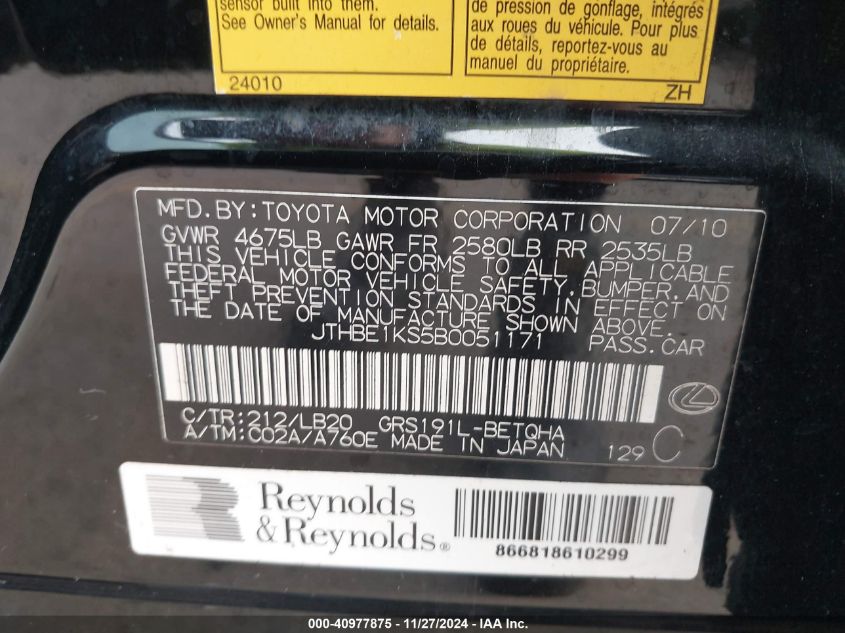 sensor built into them.
See Owner's Manual for details.
24010
de pression de gonflage, intégrés
aux roues du véhicule. Pour plus
de détails, reportez-vous au
manuel du propriétaire.
ZH
MFD.BY:TOYOTA MOTOR CORPORATION 07/10
GVWR 4675LB GAWR FR 2580LB RR 2535LB
THIS VEHICLE CONFORMS TO ALL APPLICABLE
FEDERAL MOTOR VEHICLE SAFETY,BUMPER,AND
THEFT PREVENTION STANDARDS IN EFFECT ON
THE DATE OF MANUFACTURE SHOWN ABOVE.
JTHBE1KS5B0051171 PASS.CAR
C/TR:212/LB20 GRS191L-BETQHA
A/TM:C02A/A760E MADE IN JAPAN 129 C
Reynolds
& Reynolds®
866818610299
000-40977875 - 11/27/2024 - IAA Inc.